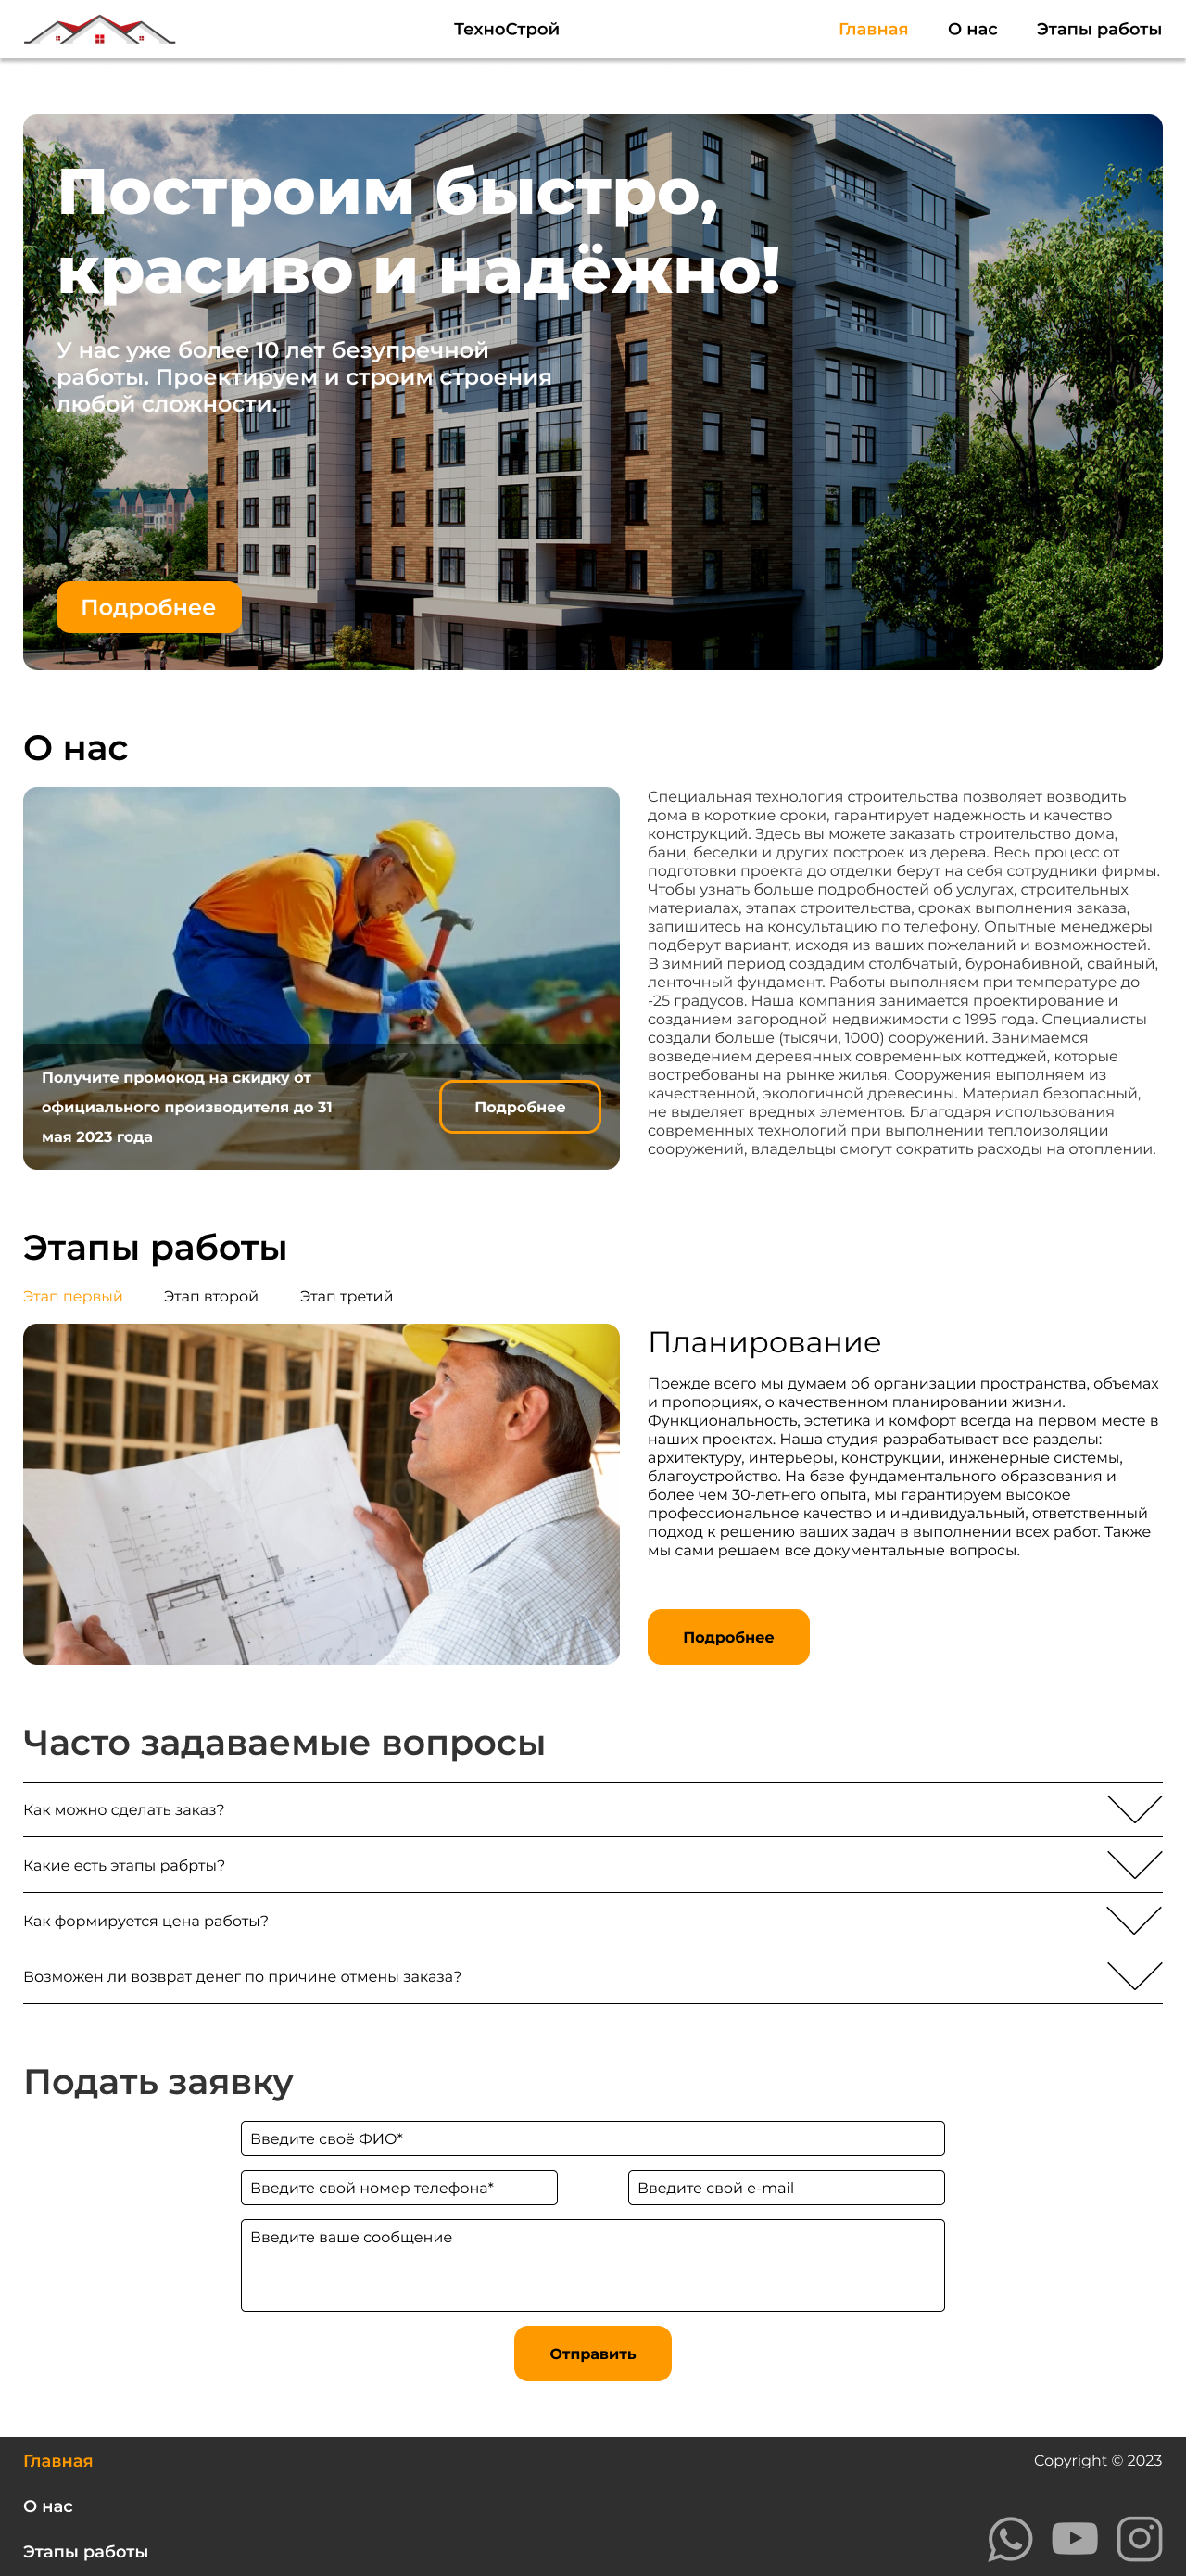 ТехноСтрой
Главная
О нас
Этапы работы
Построим быстро,
красиво и надёжно!
У нас уже более 10 лет безупречной
работы. Проектируем и строим строения
любой сложности.
Подробнее
О нас
Получите промокод на скидку от
официального производителя до 31
мая 2023 года
Подробнее
Специальная технология строительства позволяет возводить
дома в короткие сроки, гарантирует надежность и качество
конструкций. Здесь вы можете заказать строительство дома,
бани, беседки и других построек из дерева. Весь процесс от
подготовки проекта до отделки берут на себя сотрудники фирмы.
Чтобы узнать больше подробностей об услугах, строительных
материалах, этапах строительства, сроках выполнения заказа,
запишитесь на консультацию по телефону. Опытные менеджеры
подберут вариант, исходя из ваших пожеланий и возможностей.
В зимний период создадим столбчатый, буронабивной, свайный,
ленточный фундамент. Работы выполняем при температуре до
-25 градусов. Наша компания занимается проектирование и
созданием загородной недвижимости с 1995 года. Специалисты
создали больше (тысячи, 1000) сооружений. Занимаемся
возведением деревянных современных коттеджей, которые
востребованы на рынке жилья. Сооружения выполняем из
качественной, экологичной древесины. Материал безопасный,
не выделяет вредных элементов. Благодаря использования
современных технологий при выполнении теплоизоляции
сооружений, владельцы смогут сократить расходы на отоплении.
Этапы работы
Этап первый
Этап второй
Этап третий
Планирование
Прежде всего мы думаем об организации пространства, объемах
и пропорциях, о качественном планировании жизни.
Функциональность, эстетика и комфорт всегда на первом месте в
наших проектах. Наша студия разрабатывает все разделы:
архитектуру, интерьеры, конструкции, инженерные системы,
благоустройство. На базе фундаментального образования и
более чем 30-летнего опыта, мы гарантируем высокое
профессиональное качество и индивидуальный, ответственный
подход к решению ваших задач в выполнении всех работ. Также
мы сами решаем все документальные вопросы.
Подробнее
Часто задаваемые вопросы
Как можно сделать заказ?
Какие есть этапы рабрты?
Как формируется цена работы?
Возможен ли возврат денег по причине отмены заказа?
Подать заявку
Введите своё ФИО*
Введите свой номер телефона*
Введите свой e-mail
Введите ваше сообщение
Отправить
Главная
Copyright © 2023
О нас
Этапы работы